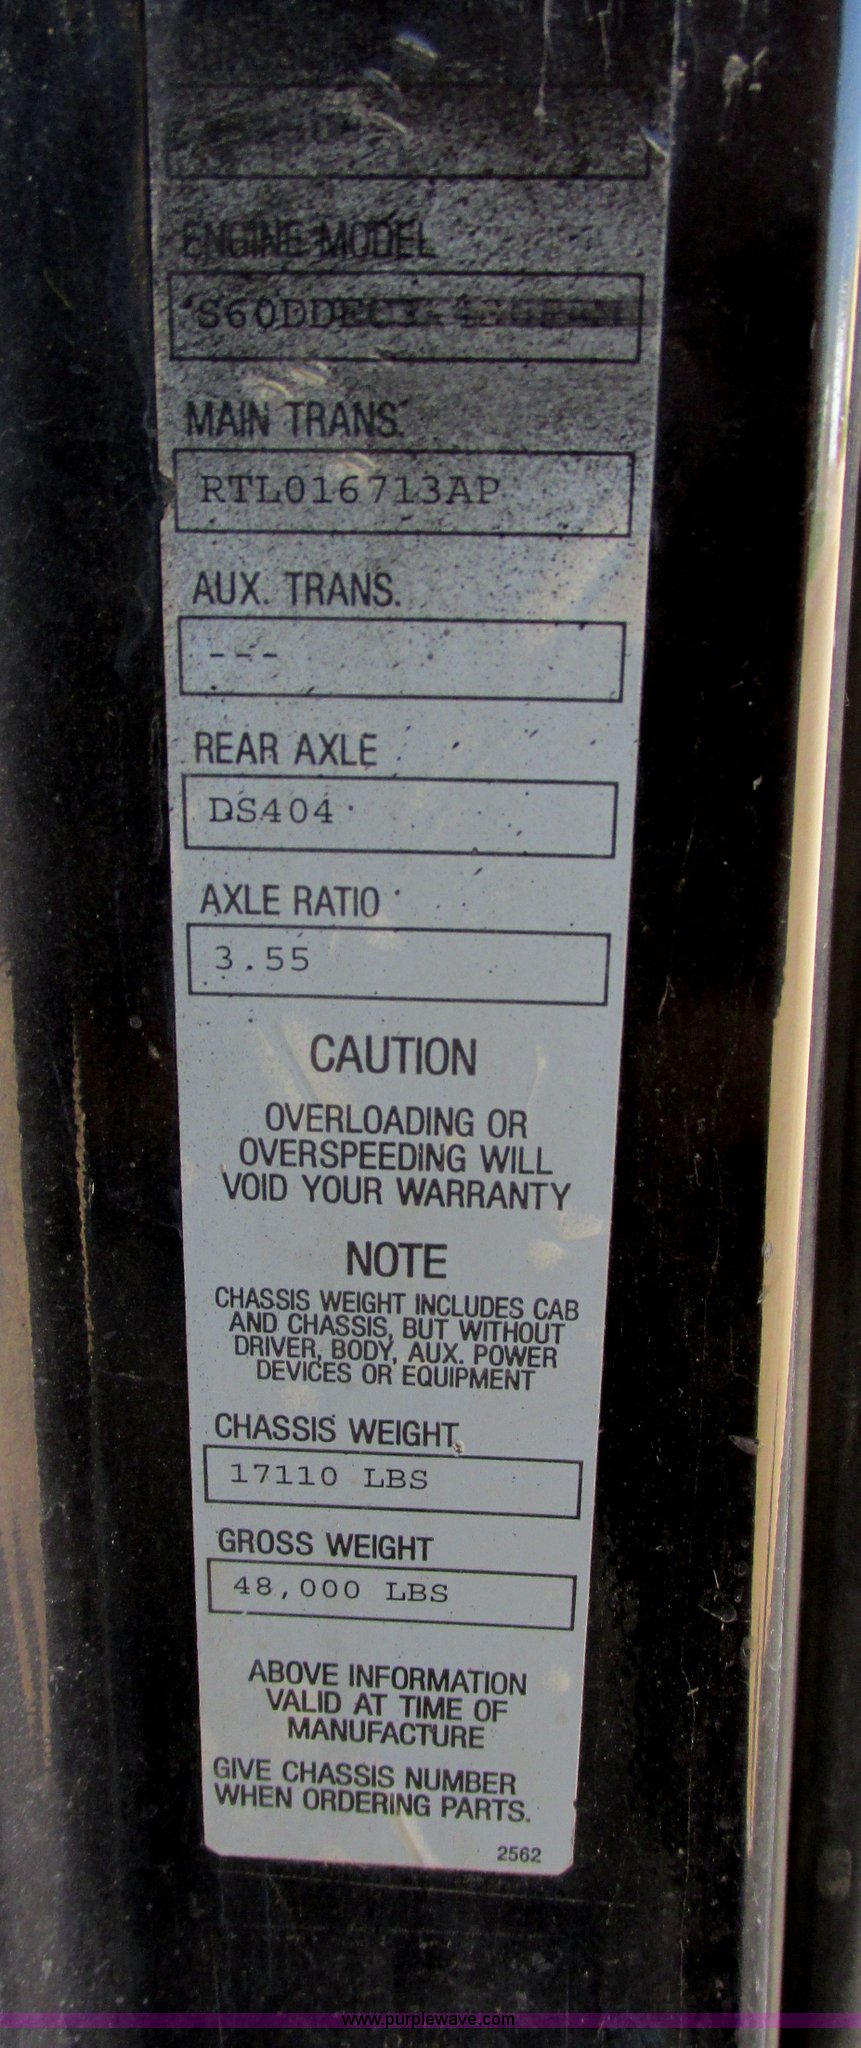 ENGINE MODEL
MAIN TRANS.
RTLO16713AP
AUX. TRANS.
---
REAR AXLE
DS404
AXLE RATIO
3.55
CAUTION
OVERLOADING OR
OVERSPEEDING WILL
VOID YOUR WARRANTY
NOTE
CHASSIS WEIGHT INCLUDES CAB
AND CHASSIS, BUT WITHOUT
DRIVER, BODY, AUX. POWER
DEVICES OR EQUIPMENT
CHASSIS WEIGHT
17110 LBS
GROSS WEIGHT
48,000 LBS
ABOVE INFORMATION
VALID AT TIME OF
MANUFACTURE
GIVE CHASSIS NUMBER
WHEN ORDERING PARTS.
2562
www.purplewave.com